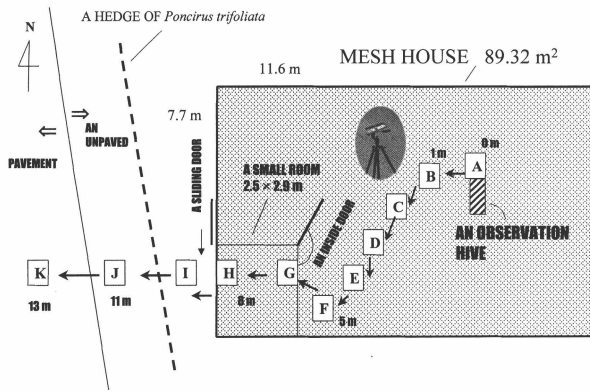 A HEDGE OF Poncirus trifoliata
N
MESH HOUSE 89.32 m²
11.6 m
7.7 m
AN
UNPAVED
PAVEMENT
A SLIDING DOOR
A SMALL ROOM
2.5 × 2.9 m
AN INSIDE DOOR
0 m
1 m
A
B
C
D
E
F
G
H
I
J
K
AN OBSERVATION
HIVE
5 m
8 m
11 m
13 m